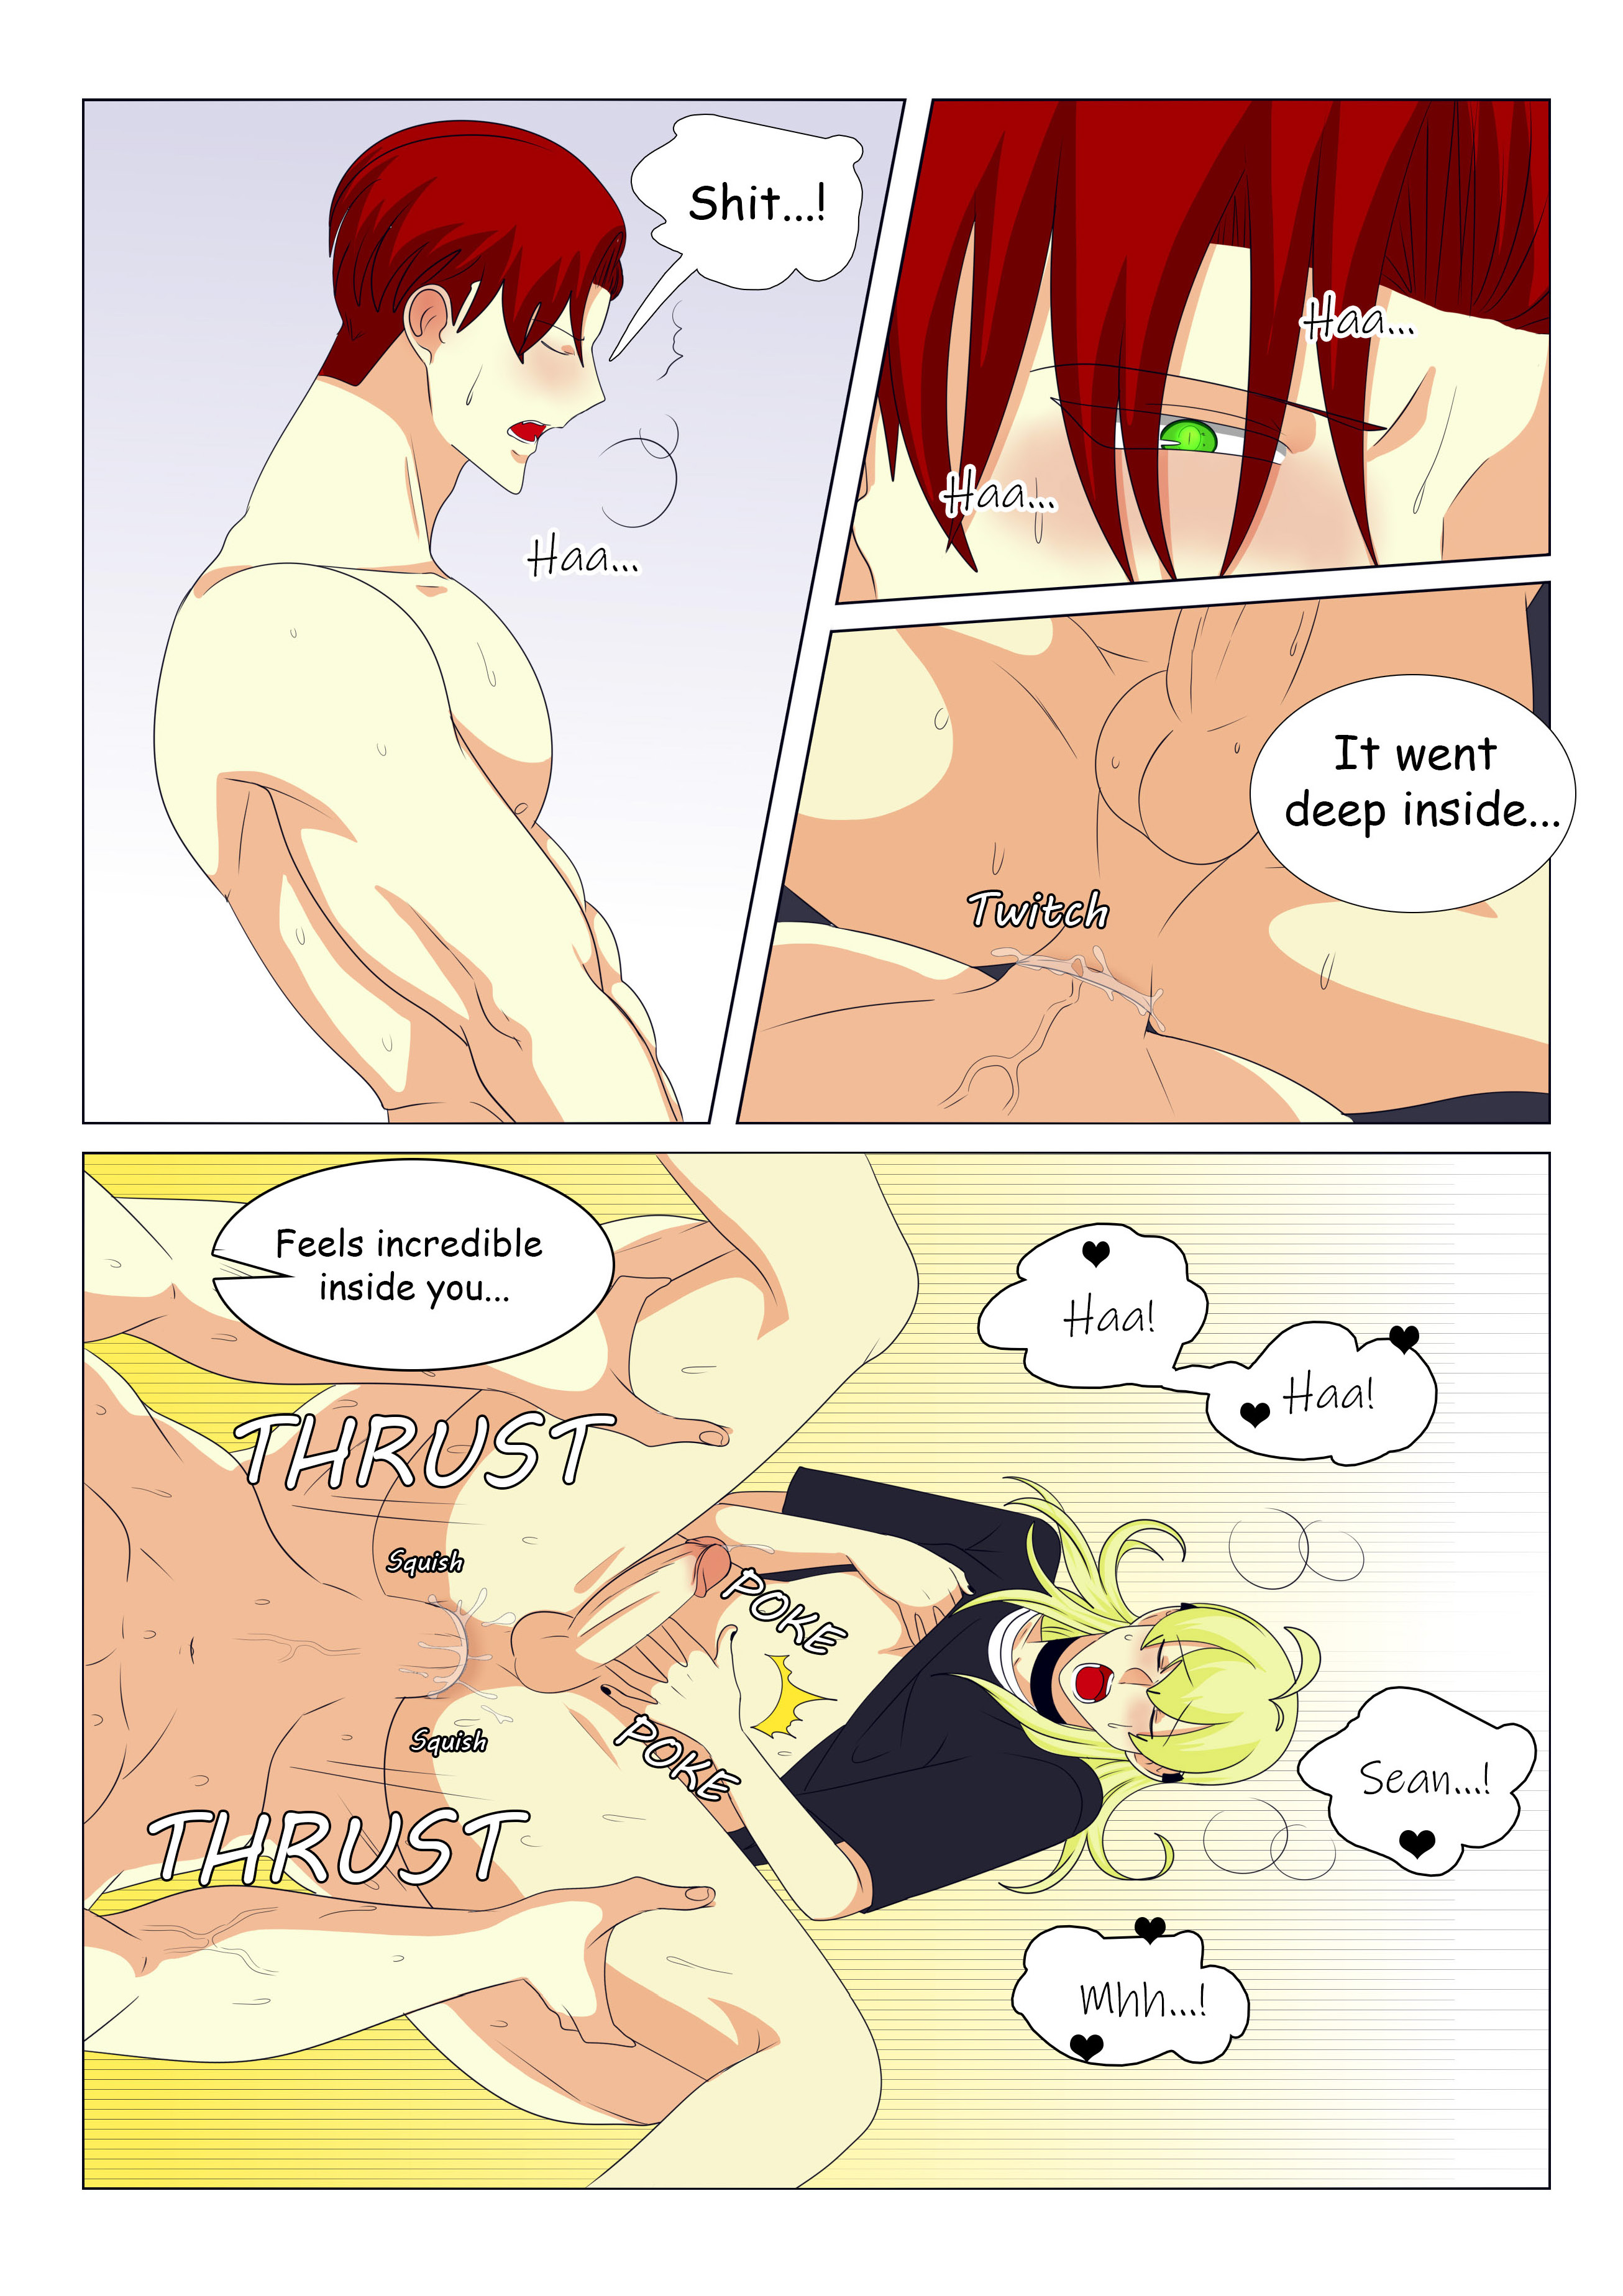 Shit...!
Haa...
Haa...
Haa...
It went
deep inside...
Twitch
Feels incredible
inside you...
Haa!
Haa!
THRUST
Squish
POKE
POKE
Squish
THRUST
Sean...!
Mhh...!